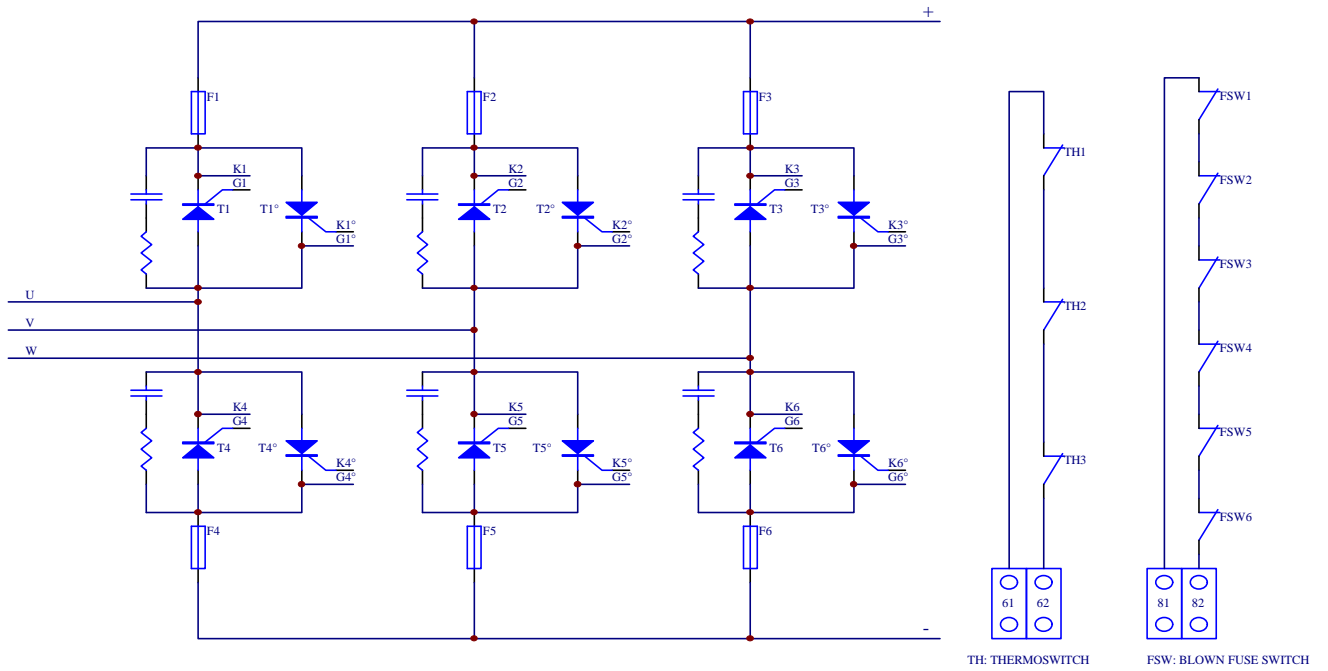 +
F1 F2 F3
K1 K2 K3
G1 G2 G3
T1 T1° T2 T2° T3 T3°
K1° K2° K3°
G1° G2° G3°
U
V
W
K4 K5 K6
G4 G5 G6
T4 T4° T5 T5° T6 T6°
K4° K5° K6°
G4° G5° G6°
F4 F5 F6
-
TH1
TH2
TH3
61 62
TH: THERMOSWITCH
FSW1
FSW2
FSW3
FSW4
FSW5
FSW6
81 82
FSW: BLOWN FUSE SWITCH